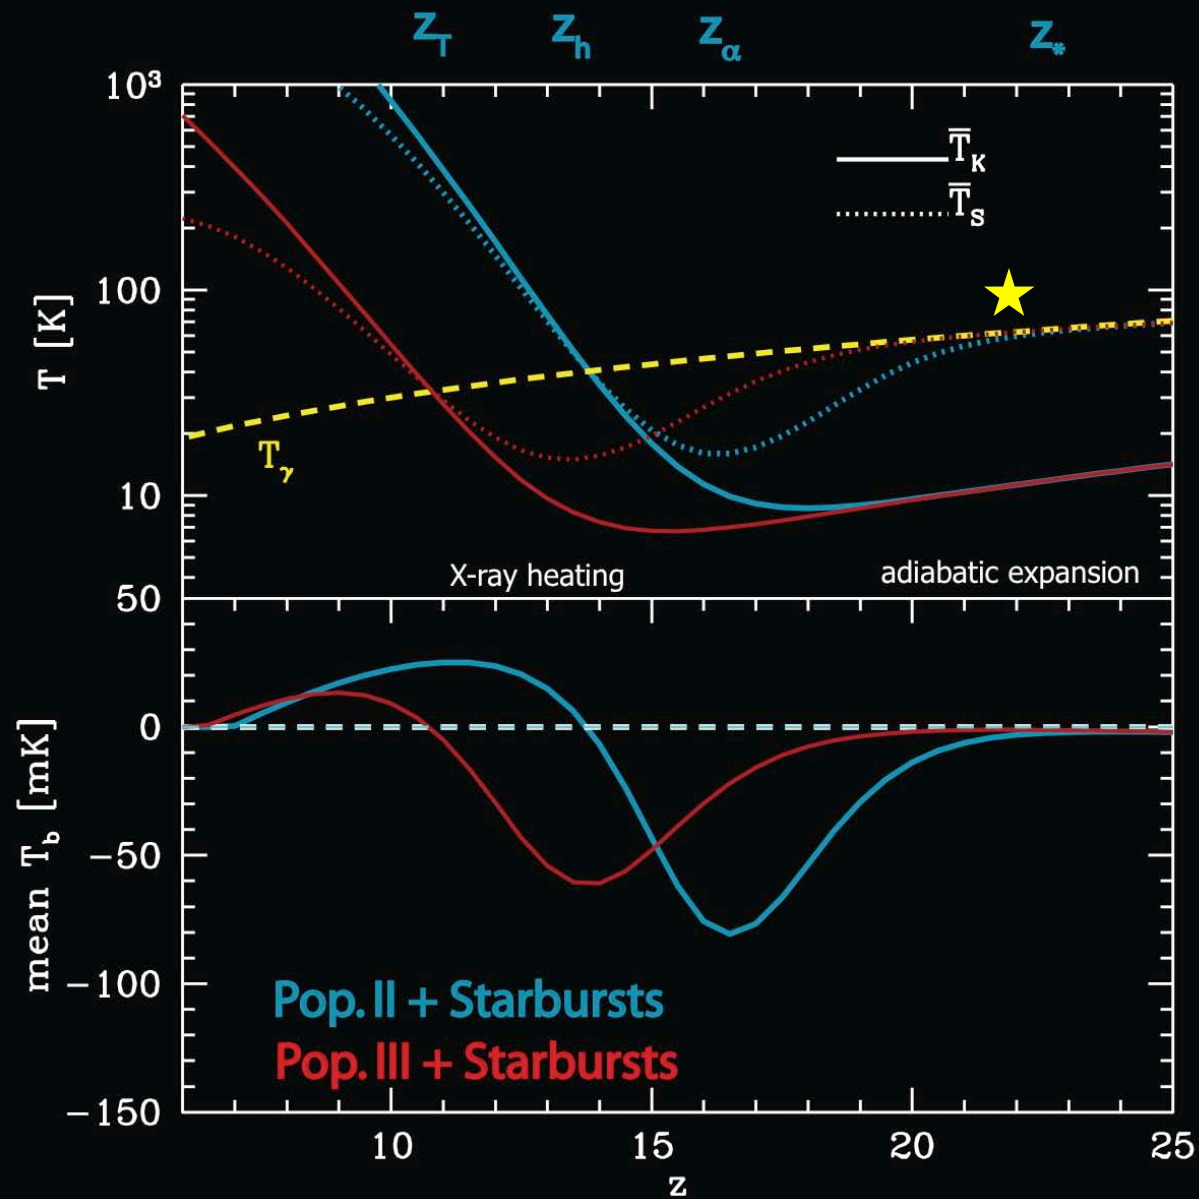 z_T z_h z_α z_*
10³
T̅_K
T̅_S
100
T [K]
T_γ
10
X-ray heating
adiabatic expansion
50
0
mean T_b [mK]
−50
−100
Pop. II + Starbursts
Pop. III + Starbursts
−150
10 15 20 25
z